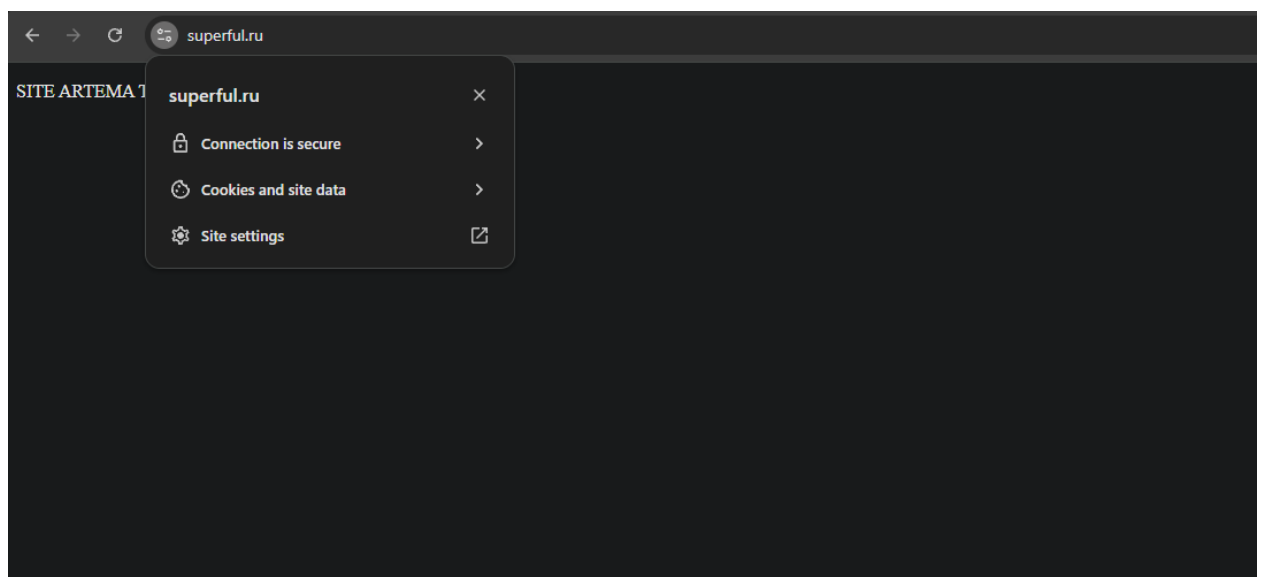 superful.ru
SITE ARTEMA
superful.ru
Connection is secure
Cookies and site data
Site settings